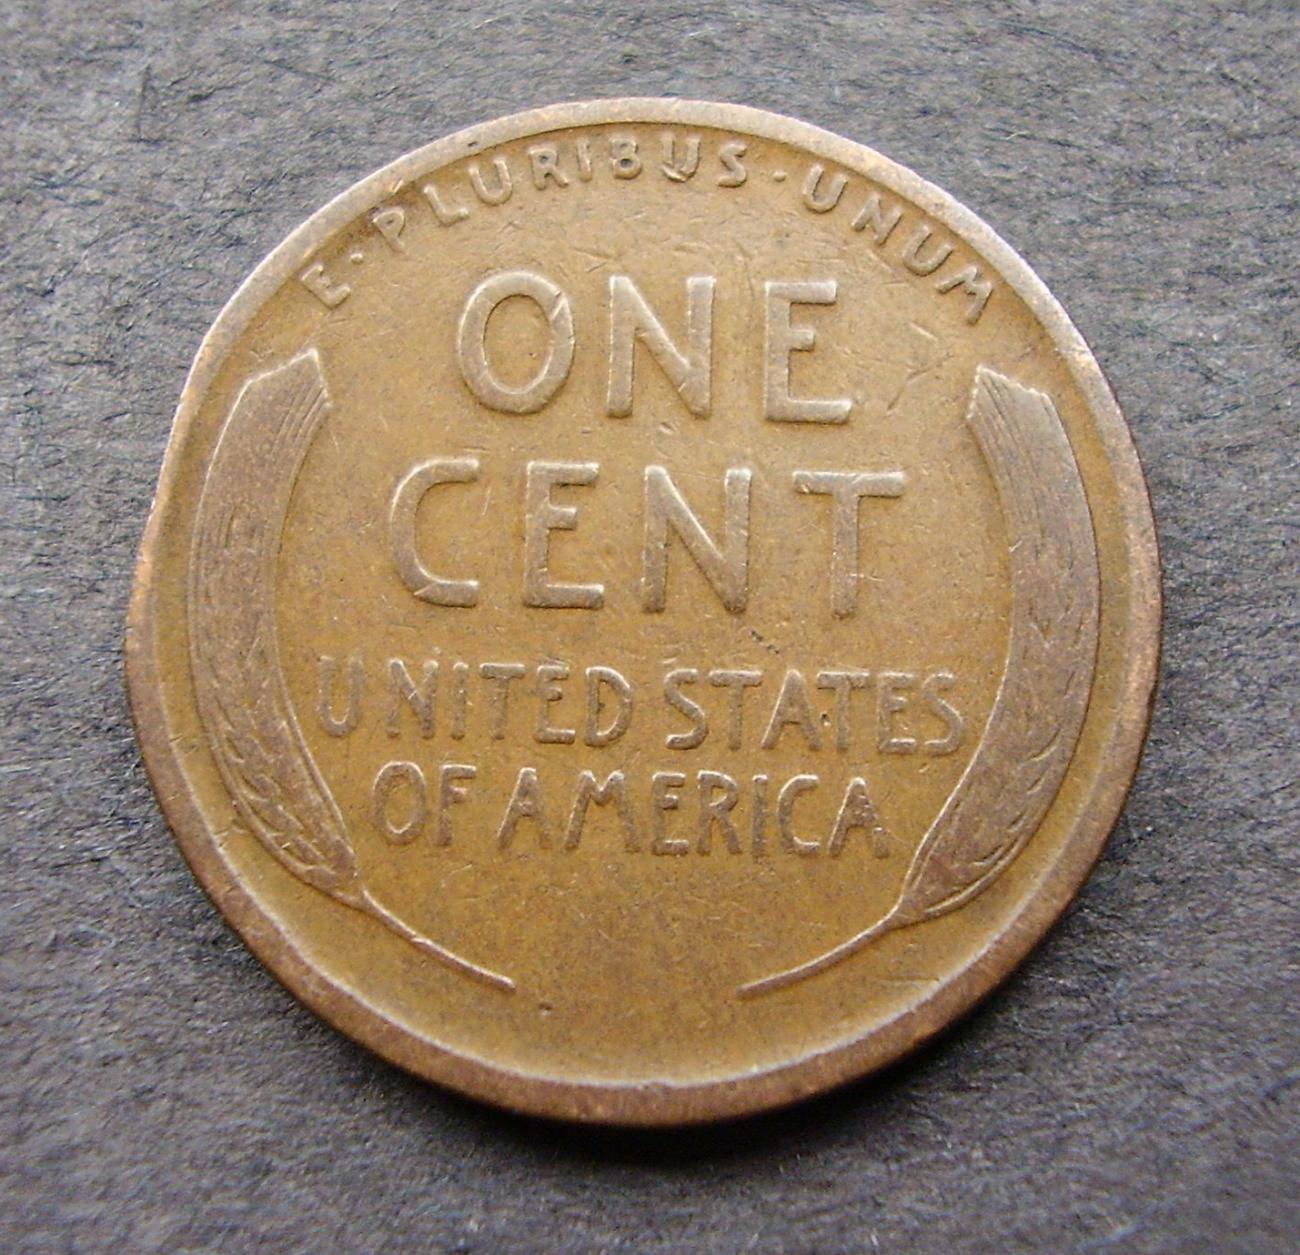 E·PLURIBUS·UNUM
ONE
CENT
UNITED STATES
OF AMERICA